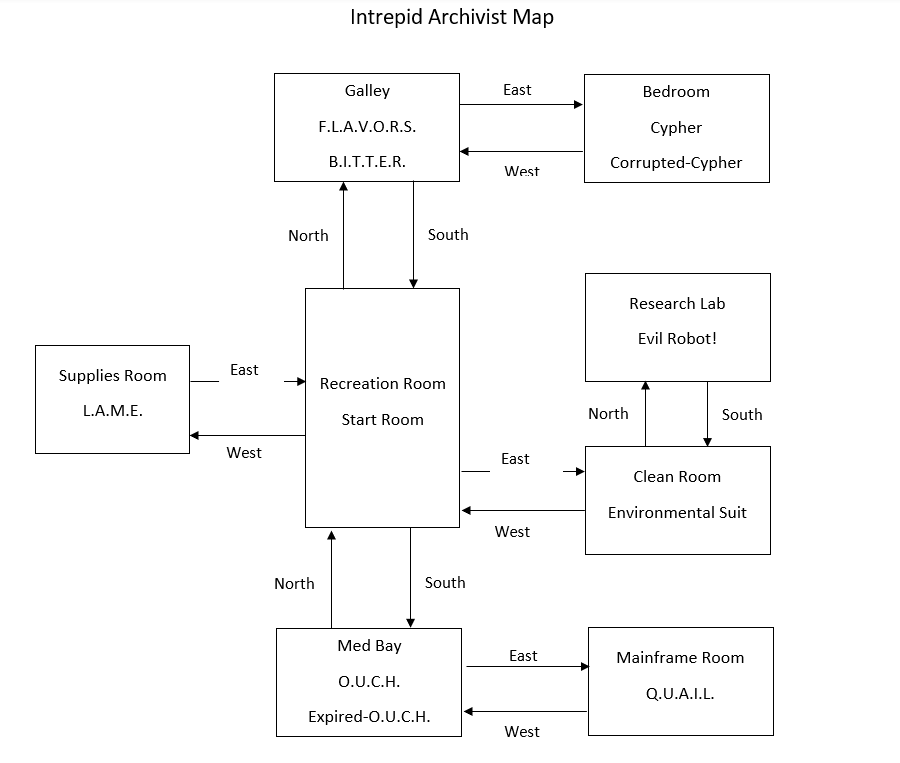 Intrepid Archivist Map
Galley
F.L.A.V.O.R.S.
B.I.T.T.E.R.
East
West
Bedroom
Cypher
Corrupted-Cypher
North
South
Research Lab
Evil Robot!
Supplies Room
L.A.M.E.
East
West
Recreation Room
Start Room
North
South
East
West
Clean Room
Environmental Suit
North
South
Med Bay
O.U.C.H.
Expired-O.U.C.H.
East
West
Mainframe Room
Q.U.A.I.L.